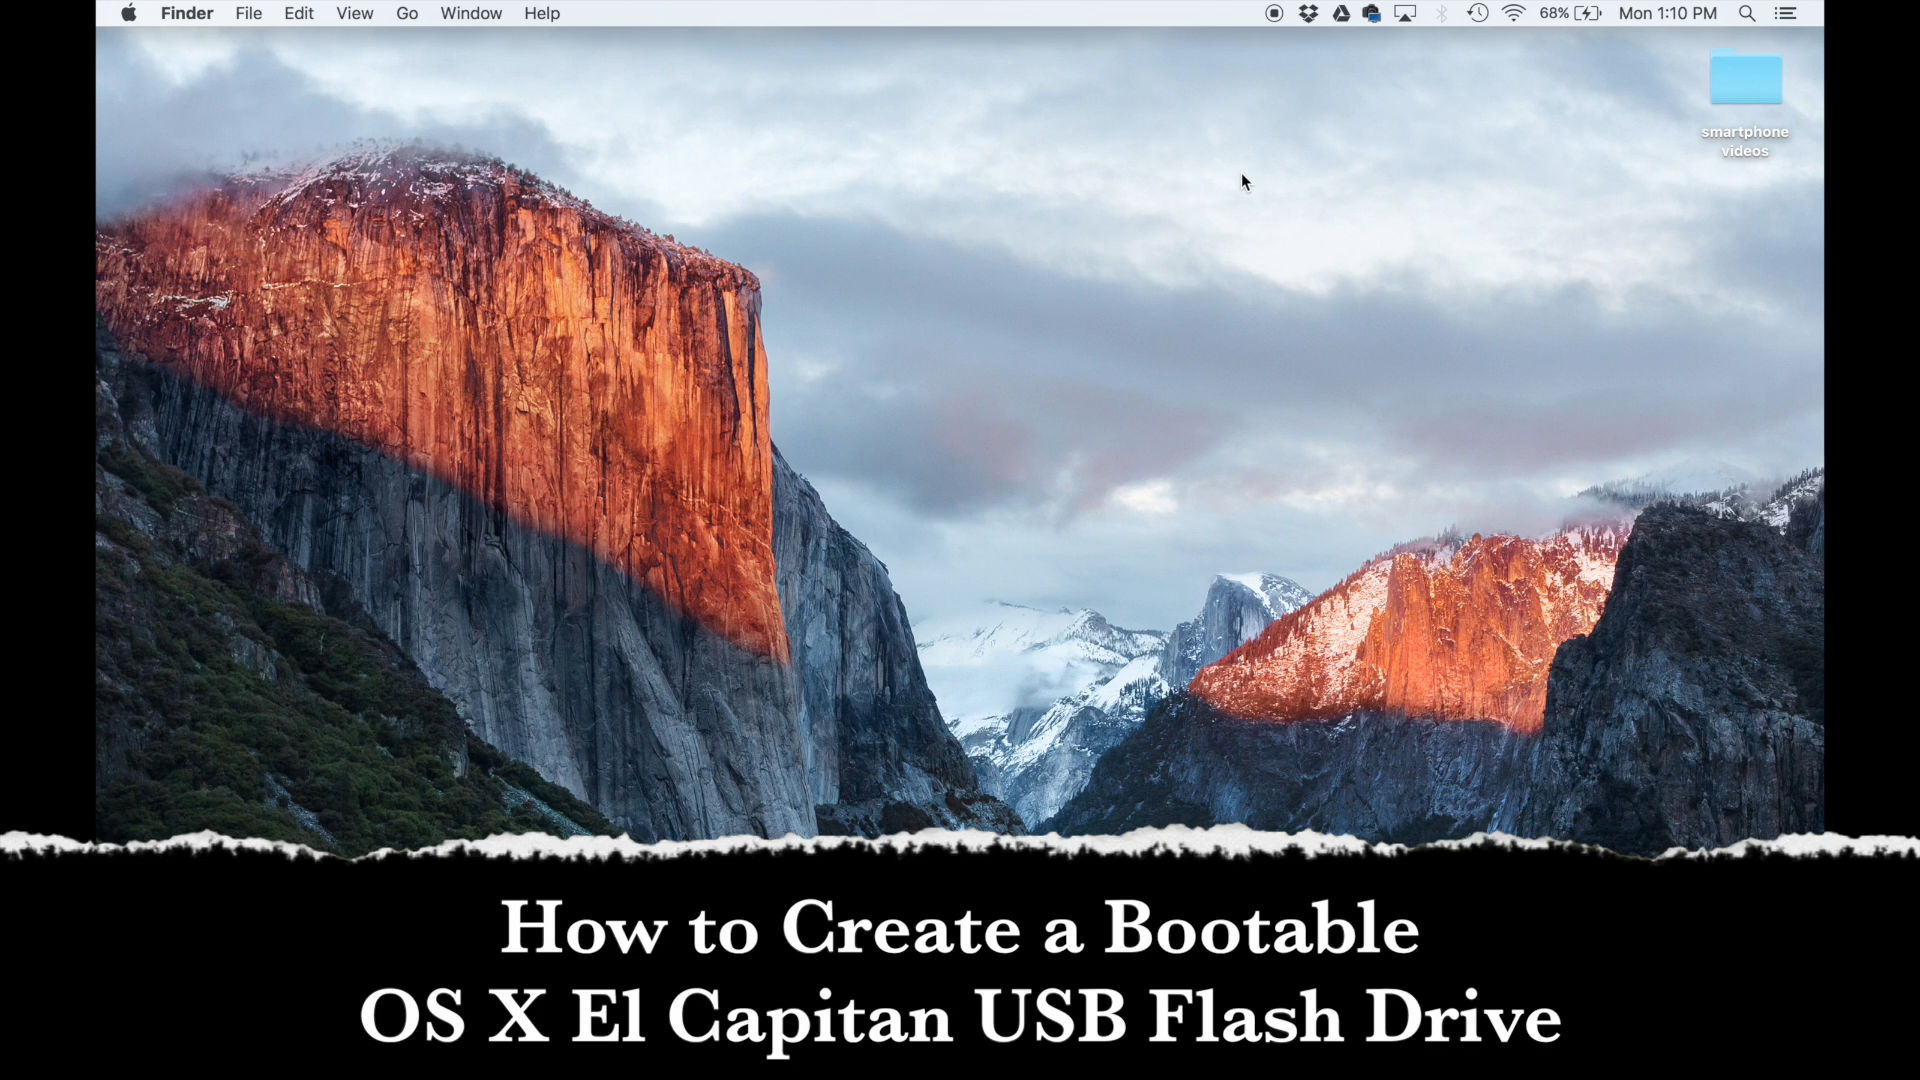 Finder File Edit View Go Window Help 68% Mon 1:10 PM
smartphone
videos
How to Create a Bootable
OS X El Capitan USB Flash Drive